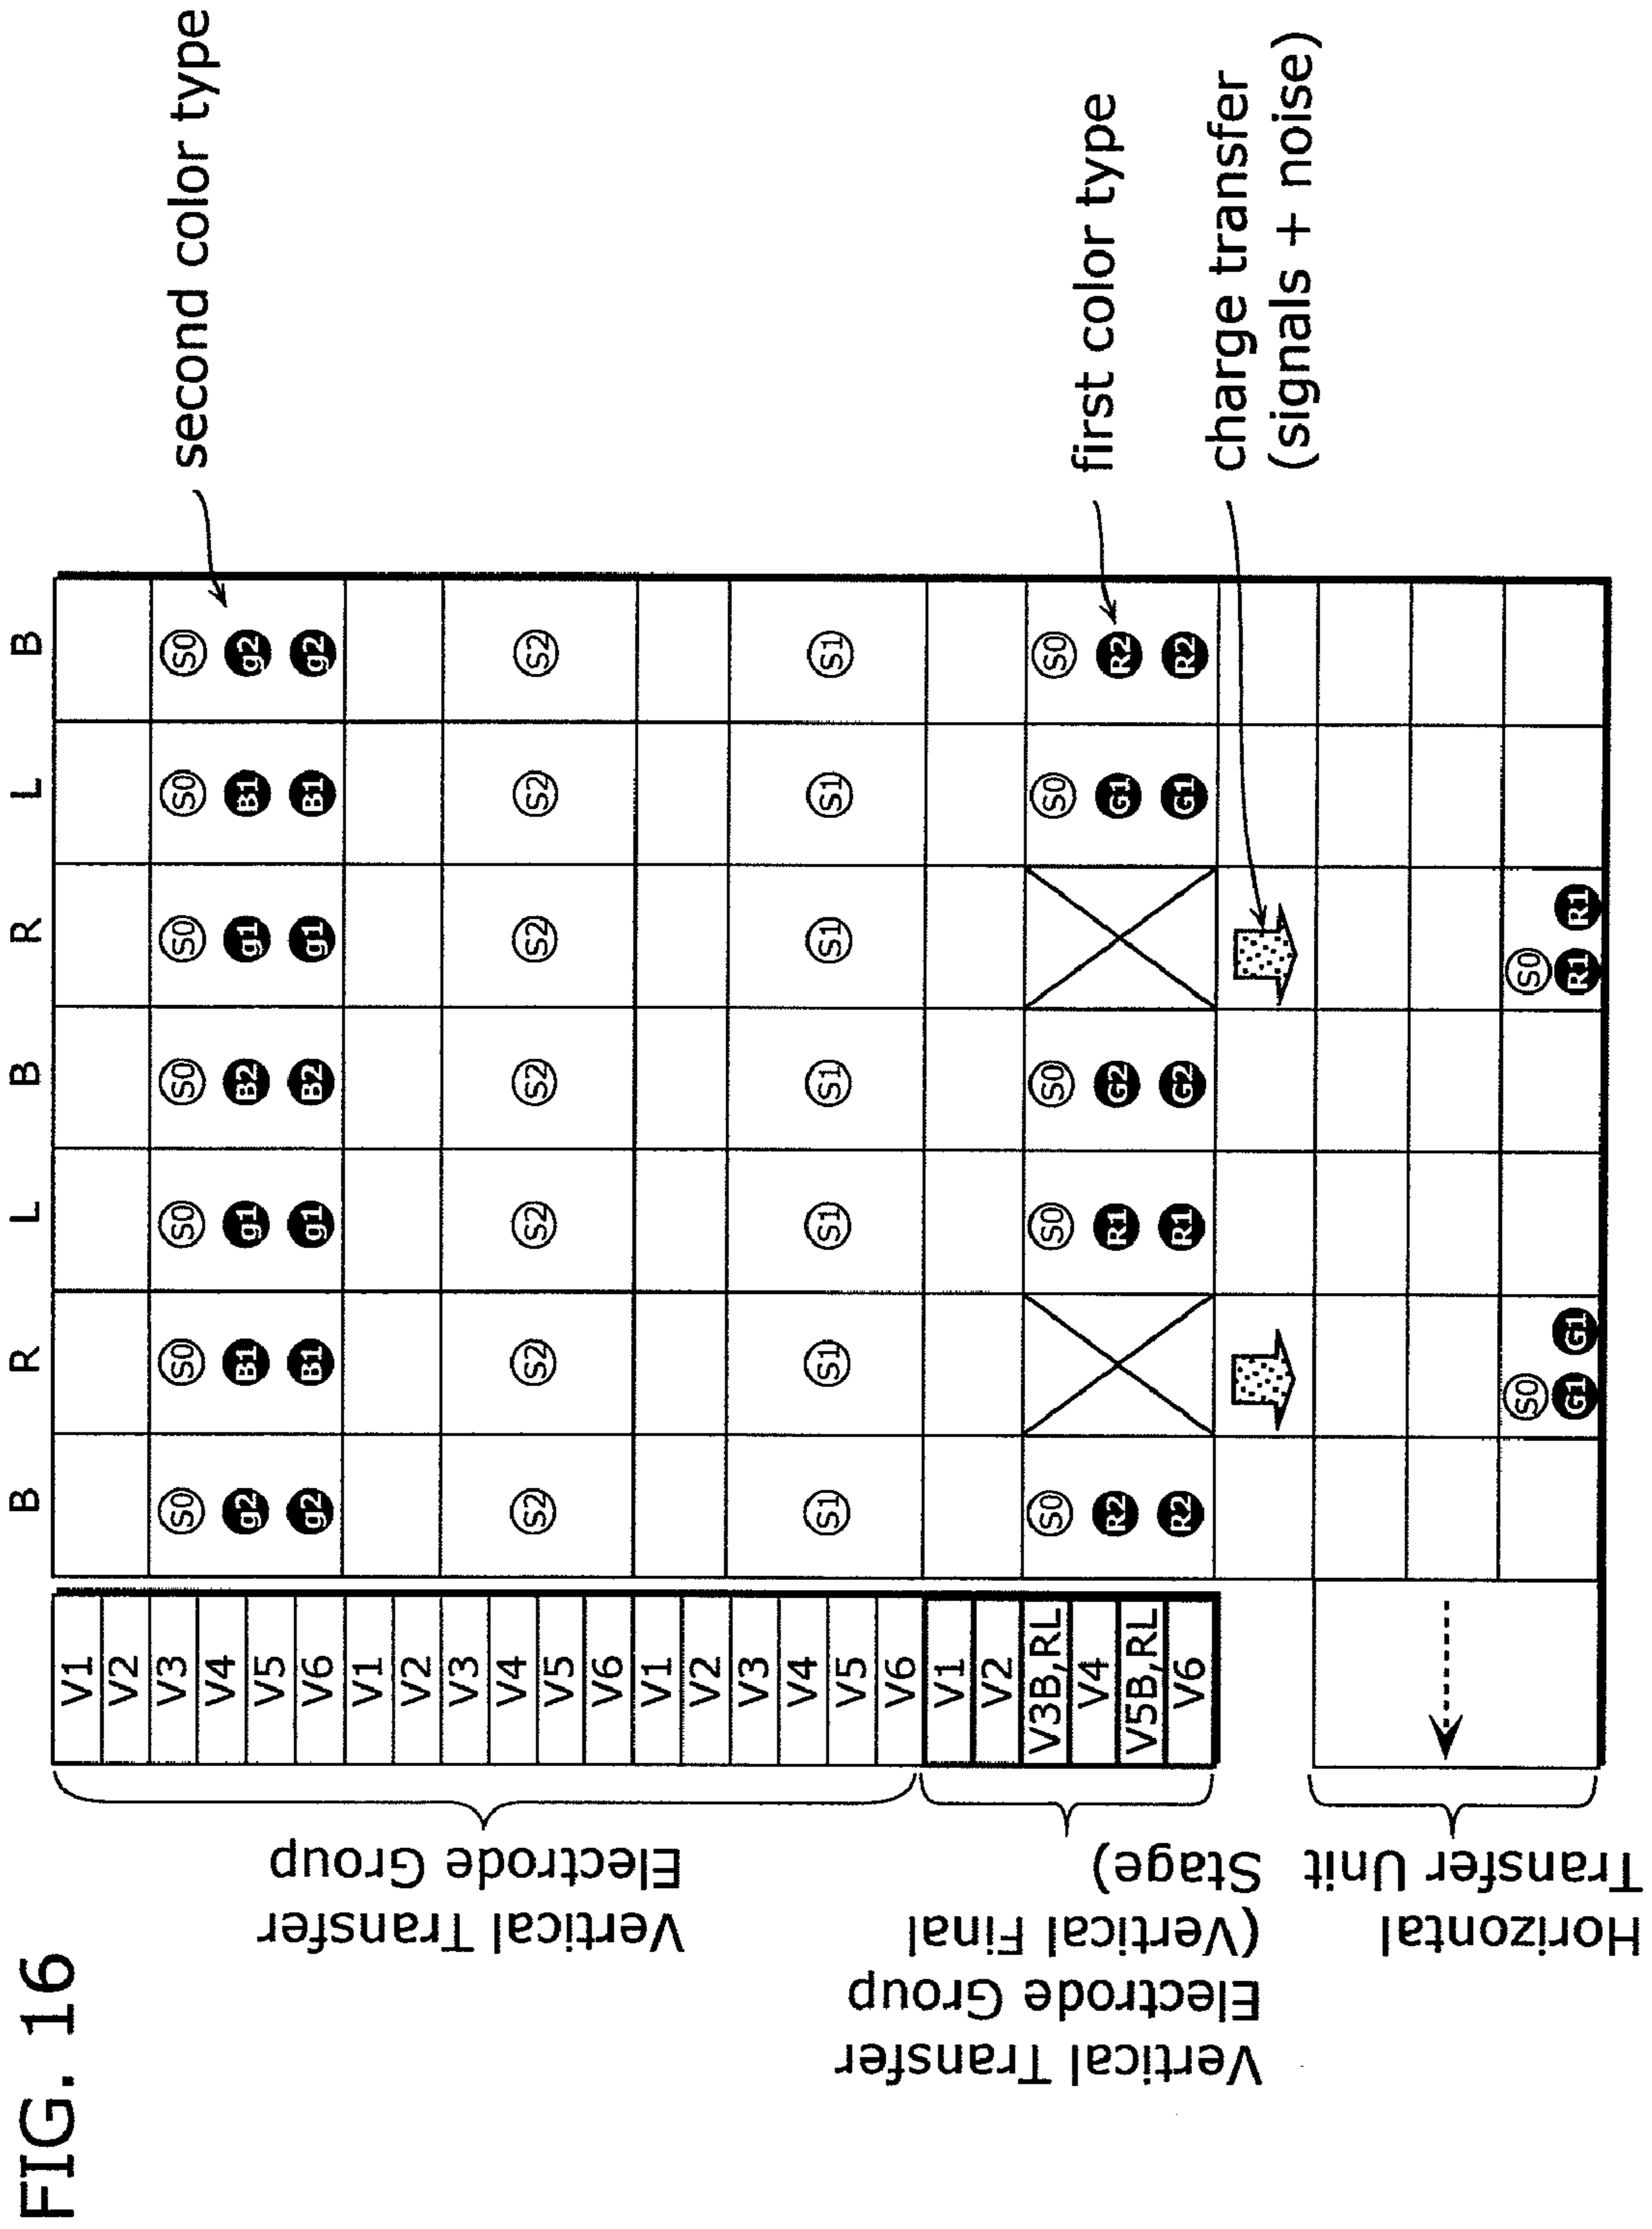 FIG. 16
B R L B R L B
Vertical Transfer
Electrode Group
V1
V2
V3 S0 S0 S0 S0 S0 S0 S0
V4
V5 g2 B1 g1 B2 g1 B1 g2
V6 g2 B1 g1 B2 g1 B1 g2
second color type
V1
V2
V3
V4 S2 S2 S2 S2 S2 S2 S2
V5
V6
V1
V2
V3
V4 S1 S1 S1 S1 S1 S1 S1
V5
V6
Vertical Transfer
Electrode Group
(Vertical Final
Stage)
V1
V2
V3B,RL S0 S0 S0 S0 S0
V4 R2 R1 G2 G1 R2
V5B,RL
V6 R2 R1 G2 G1 R2
first color type
charge transfer
(signals + noise)
Horizontal
Transfer Unit
S0 S0
G1 G1 R1 R1